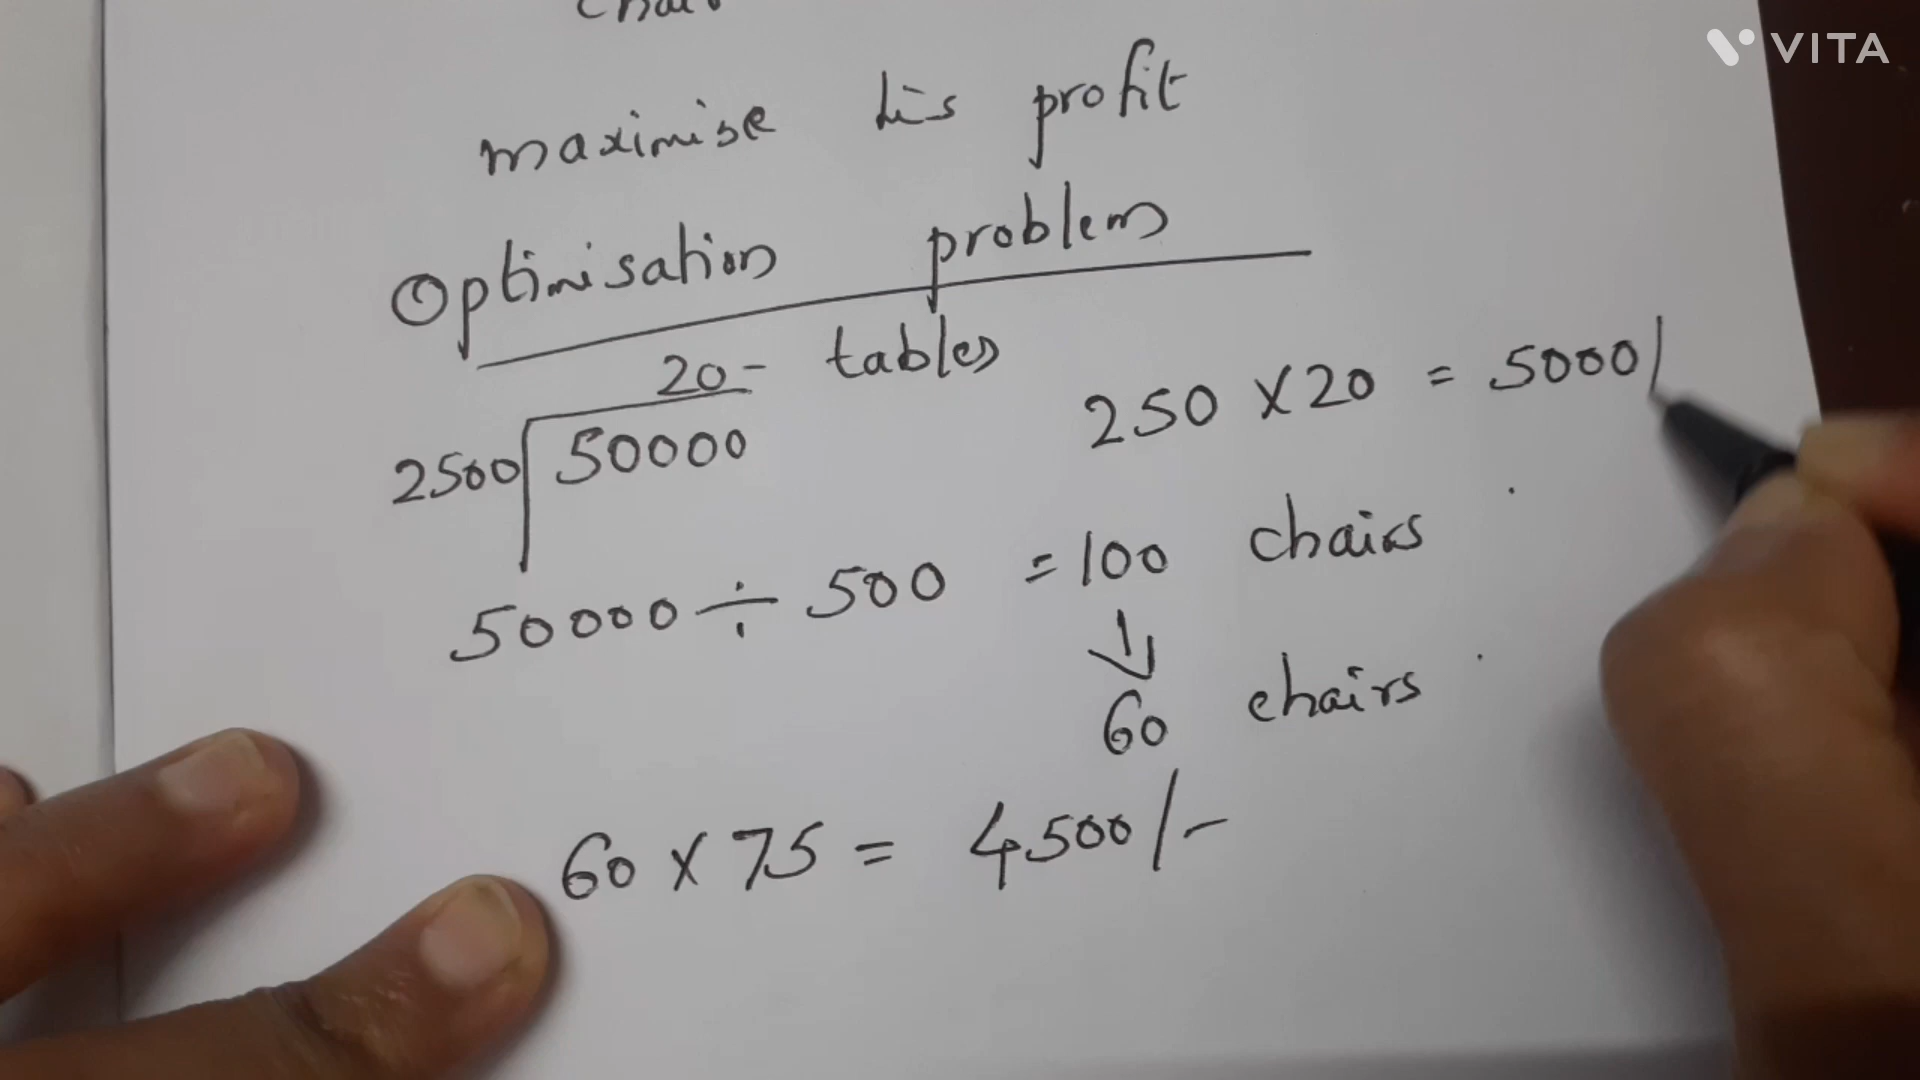 VITA
chair
maximise his profit
Optimisation problem
20- tables
2500 50000
250 X 20 = 5000/
50000 ÷ 500 = 100 chairs
60 chairs
60 X 75 = 4500/-